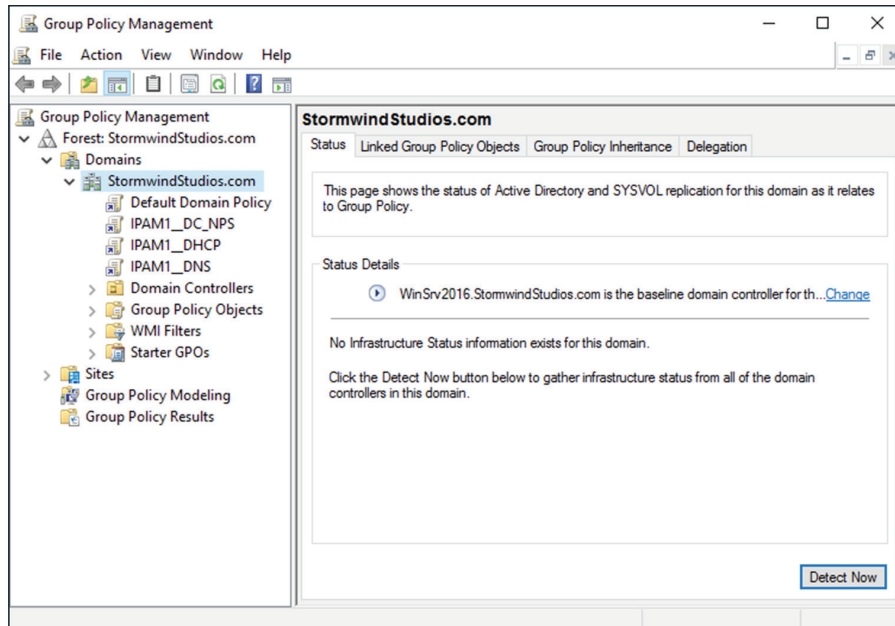 Group Policy Management
File Action View Window Help
Group Policy Management
Forest: StormwindStudios.com
Domains
StormwindStudios.com
Default Domain Policy
IPAM1__DC_NPS
IPAM1__DHCP
IPAM1__DNS
Domain Controllers
Group Policy Objects
WMI Filters
Starter GPOs
Sites
Group Policy Modeling
Group Policy Results
StormwindStudios.com
Status Linked Group Policy Objects Group Policy Inheritance Delegation
This page shows the status of Active Directory and SYSVOL replication for this domain as it relates
to Group Policy.
Status Details
WinSrv2016.StormwindStudios.com is the baseline domain controller for th...Change
No Infrastructure Status information exists for this domain.
Click the Detect Now button below to gather infrastructure status from all of the domain
controllers in this domain.
Detect Now